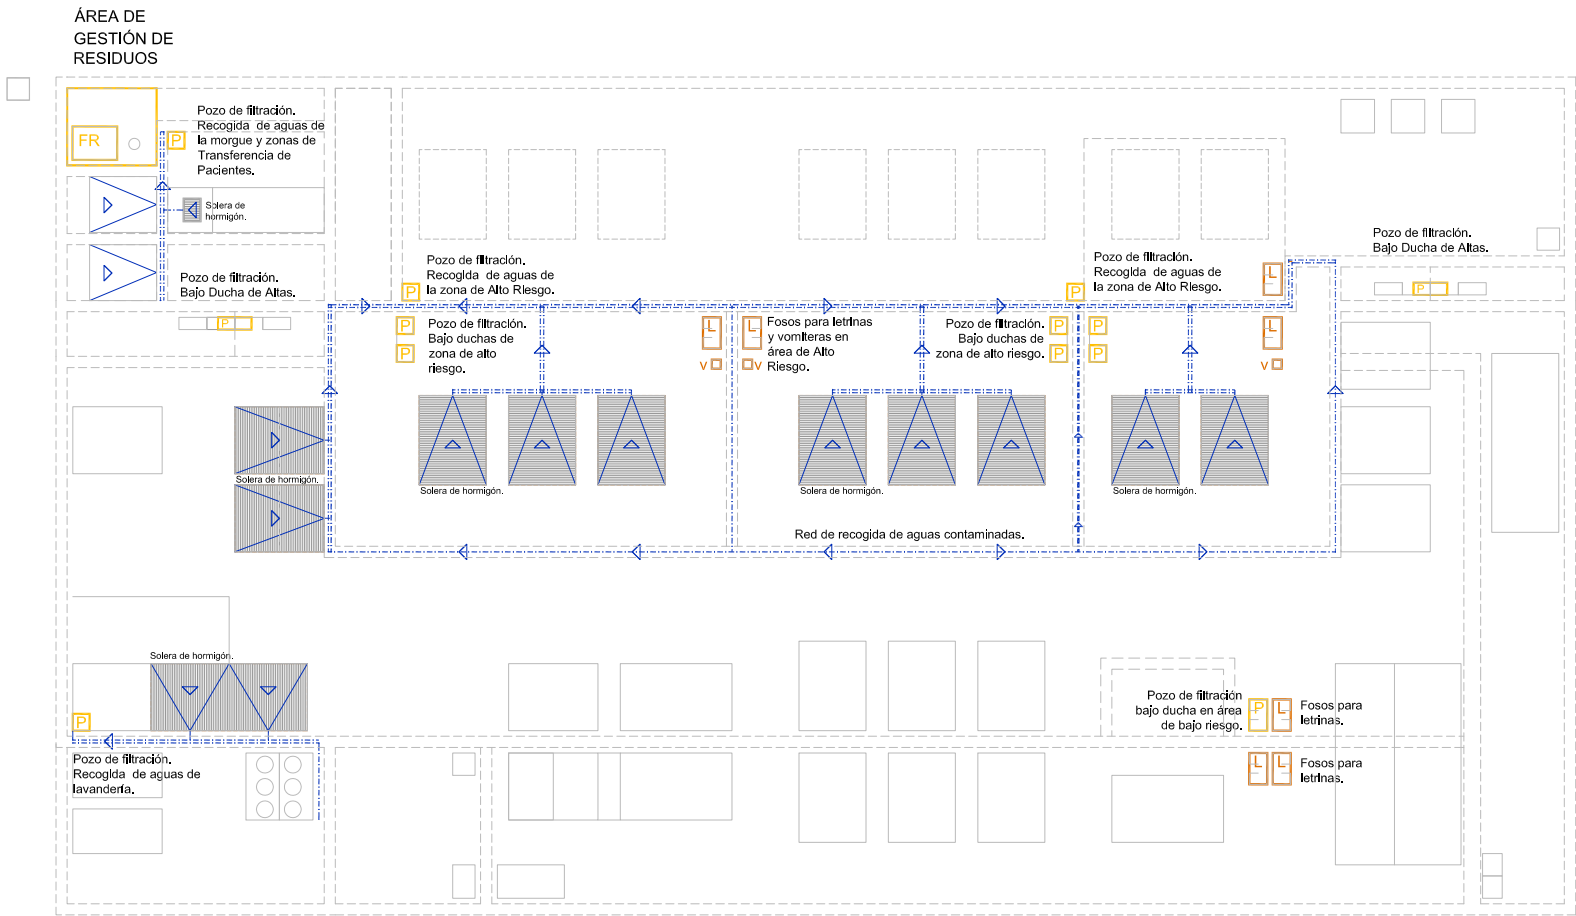 ÁREA DE
GESTIÓN DE
RESIDUOS
FR
P
Pozo de filtración.
Recogida de aguas de
la morgue y zonas de
Transferencia de
Pacientes.
Solera de
hormigón.
Pozo de filtración.
Bajo Ducha de Altas.
P
Pozo de filtración.
Recogida de aguas de
la zona de Alto Riesgo.
P
P
P
Pozo de filtración.
Bajo duchas de
zona de alto
riesgo.
L
V
L
V
Fosos para letrinas
y vomiteras en
área de Alto
Riesgo.
Pozo de filtración.
Bajo duchas de
zona de alto riesgo.
P
P
P
P
P
Pozo de filtración.
Recogida de aguas de
la zona de Alto Riesgo.
L
L
V
Pozo de filtración.
Bajo Ducha de Altas.
P
Solera de hormigón.
Solera de hormigón.
Solera de hormigón.
Solera de hormigón.
Red de recogida de aguas contaminadas.
Solera de hormigón.
P
Pozo de filtración.
Recogida de aguas de
lavandería.
Pozo de filtración
bajo ducha en área
de bajo riesgo.
P
L
Fosos para
letrinas.
L
L
Fosos para
letrinas.